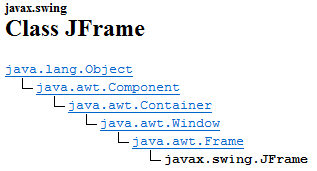 javax.swing
Class JFrame
java.lang.Object
java.awt.Component
java.awt.Container
java.awt.Window
java.awt.Frame
javax.swing.JFrame